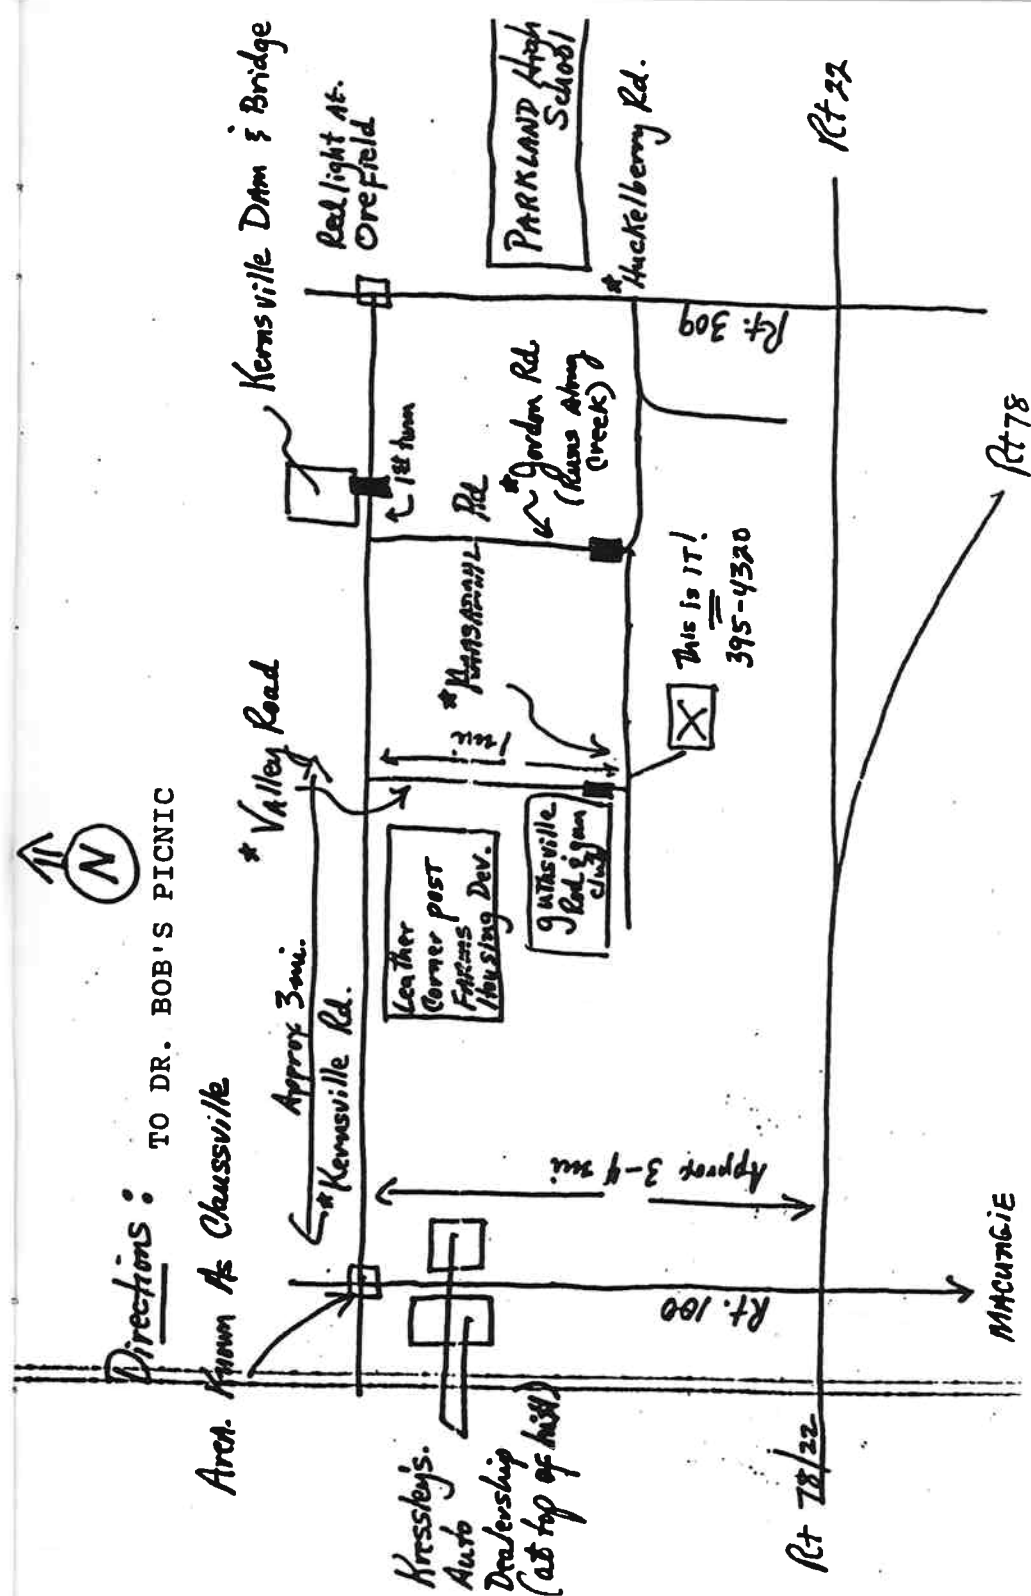 Directions:
TO DR. BOB'S PICNIC
N
Area Known As Claussville
Approx 3 mi.
* Valley Road
Kernsville Dam & Bridge
* Kernsville Rd.
Red light At.
Orefield
1st turn
Kressley's.
Auto
Dealership
(at top of hill)
Leather
Corner post
FARMS
Housing Dev.
1 mi.
Rd
* Jordan Rd.
(Runs Along
Creek)
PARKLAND High
School
* Huckelberry Rd.
guthsville
Rod & gun
club
This is IT!
395-4320
Approx 3-4 mi.
Rt. 100
Rt. 309
Rt 78/22
Rt 22
MACUNGIE
Rt 78